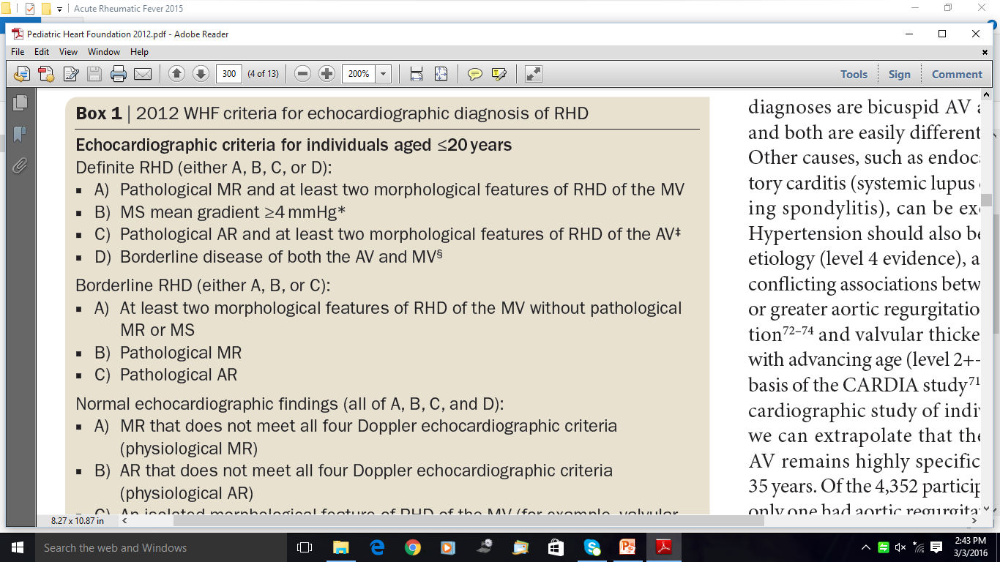 Acute Rheumatic Fever 2015
Pediatric Heart Foundation 2012.pdf - Adobe Reader
File Edit View Window Help
300 (4 of 13) 200% Tools Sign Comment
Box 1 | 2012 WHF criteria for echocardiographic diagnosis of RHD
Echocardiographic criteria for individuals aged ≤20 years
Definite RHD (either A, B, C, or D):
▪ A) Pathological MR and at least two morphological features of RHD of the MV
▪ B) MS mean gradient ≥4 mmHg*
▪ C) Pathological AR and at least two morphological features of RHD of the AV‡
▪ D) Borderline disease of both the AV and MV§
Borderline RHD (either A, B, or C):
▪ A) At least two morphological features of RHD of the MV without pathological
MR or MS
▪ B) Pathological MR
▪ C) Pathological AR
Normal echocardiographic findings (all of A, B, C, and D):
▪ A) MR that does not meet all four Doppler echocardiographic criteria
(physiological MR)
▪ B) AR that does not meet all four Doppler echocardiographic criteria
(physiological AR)
▪ C) An isolated morphological feature of RHD of the MV (for example, valvular
diagnoses are bicuspid AV
and both are easily different
Other causes, such as endoca
tory carditis (systemic lupus
ing spondylitis), can be ex
Hypertension should also be
etiology (level 4 evidence), a
conflicting associations betw
or greater aortic regurgitatio
tion72–74 and valvular thicke
with advancing age (level 2+
basis of the CARDIA study71
cardiographic study of indiv
we can extrapolate that the
AV remains highly specific
35 years. Of the 4,352 particip
only one had aortic regurgita
8.27 x 10.87 in
Search the web and Windows
2:43 PM
3/3/2016